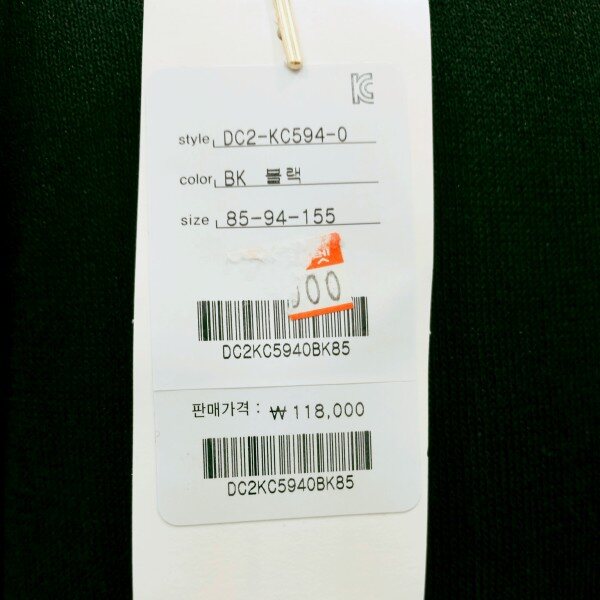 KC
style DC2-KC594-0
color BK 블랙
size 85-94-155
00
DC2KC5940BK85
판매가격 : ₩ 118,000
DC2KC5940BK85